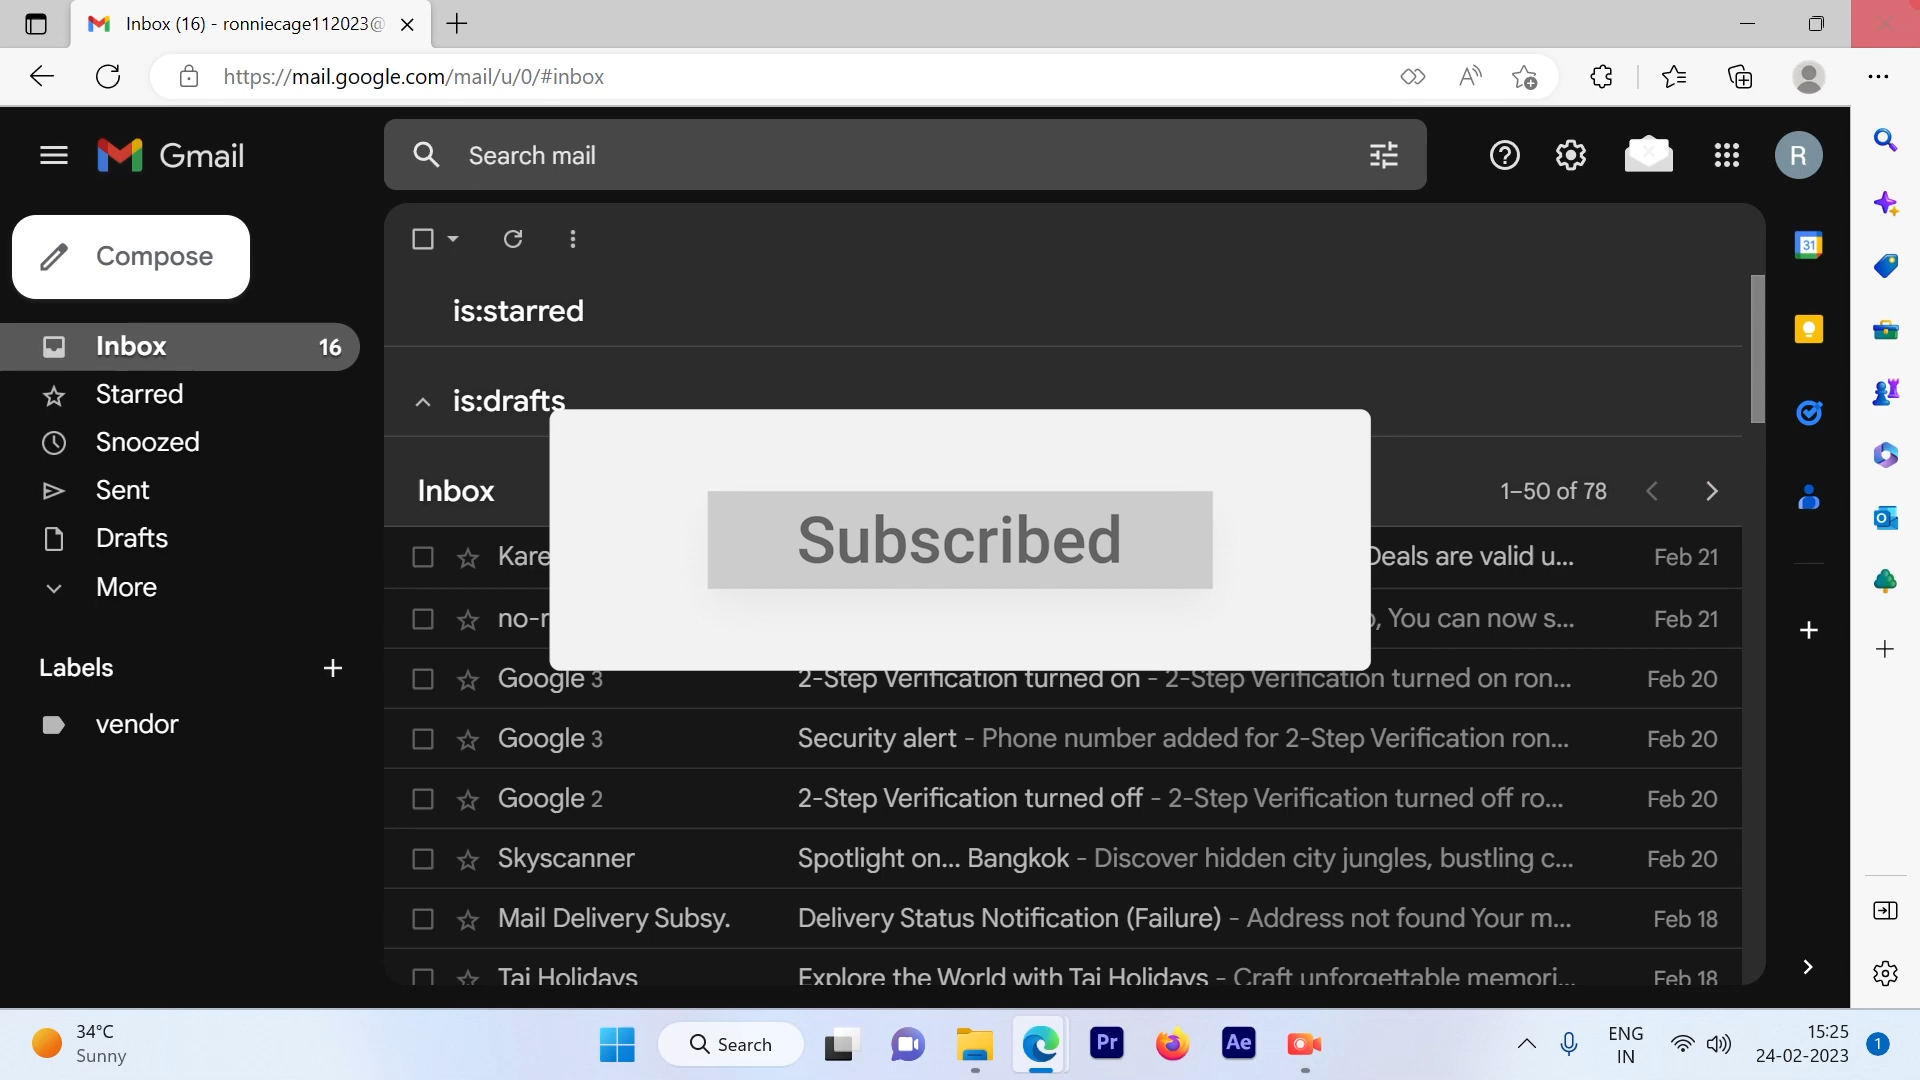 Inbox (16) - ronniecage112023@
https://mail.google.com/mail/u/0/#inbox
Gmail
Search mail
R
31
Compose
is:starred
Inbox 16
Starred
is:drafts
Snoozed
Sent
Inbox
1–50 of 78
Drafts
Subscribed
Kare
Deals are valid u... Feb 21
More
no-r
, You can now s... Feb 21
Labels
Google 3 2-Step Verification turned on - 2-Step Verification turned on ron... Feb 20
vendor
Google 3 Security alert - Phone number added for 2-Step Verification ron... Feb 20
Google 2 2-Step Verification turned off - 2-Step Verification turned off ro... Feb 20
Skyscanner Spotlight on... Bangkok - Discover hidden city jungles, bustling c... Feb 20
Mail Delivery Subsy. Delivery Status Notification (Failure) - Address not found Your m... Feb 18
Taj Holidays Explore the World with Taj Holidays - Craft unforgettable memori... Feb 18
34°C
Sunny
Search
Pr
Ae
ENG
IN
15:25
24-02-2023
1